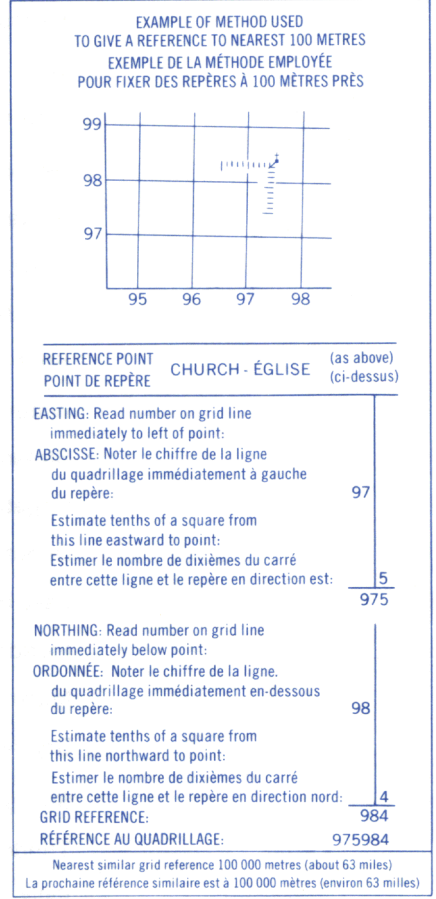 EXAMPLE OF METHOD USED
TO GIVE A REFERENCE TO NEAREST 100 METRES
EXEMPLE DE LA MÉTHODE EMPLOYÉE
POUR FIXER DES REPÈRES À 100 MÈTRES PRÈS
99
98
97
95 96 97 98
REFERENCE POINT
POINT DE REPÈRE
CHURCH - ÉGLISE
(as above)
(ci-dessus)
EASTING: Read number on grid line
immediately to left of point:
ABSCISSE: Noter le chiffre de la ligne
du quadrillage immédiatement à gauche
du repère: 97
Estimate tenths of a square from
this line eastward to point:
Estimer le nombre de dixièmes du carré
entre cette ligne et le repère en direction est: 5
975
NORTHING: Read number on grid line
immediately below point:
ORDONNÉE: Noter le chiffre de la ligne.
du quadrillage immédiatement en-dessous
du repère: 98
Estimate tenths of a square from
this line northward to point:
Estimer le nombre de dixièmes du carré
entre cette ligne et le repère en direction nord: 4
GRID REFERENCE: 984
RÉFÉRENCE AU QUADRILLAGE: 975984
Nearest similar grid reference 100 000 metres (about 63 miles)
La prochaine référence similaire est à 100 000 mètres (environ 63 milles)